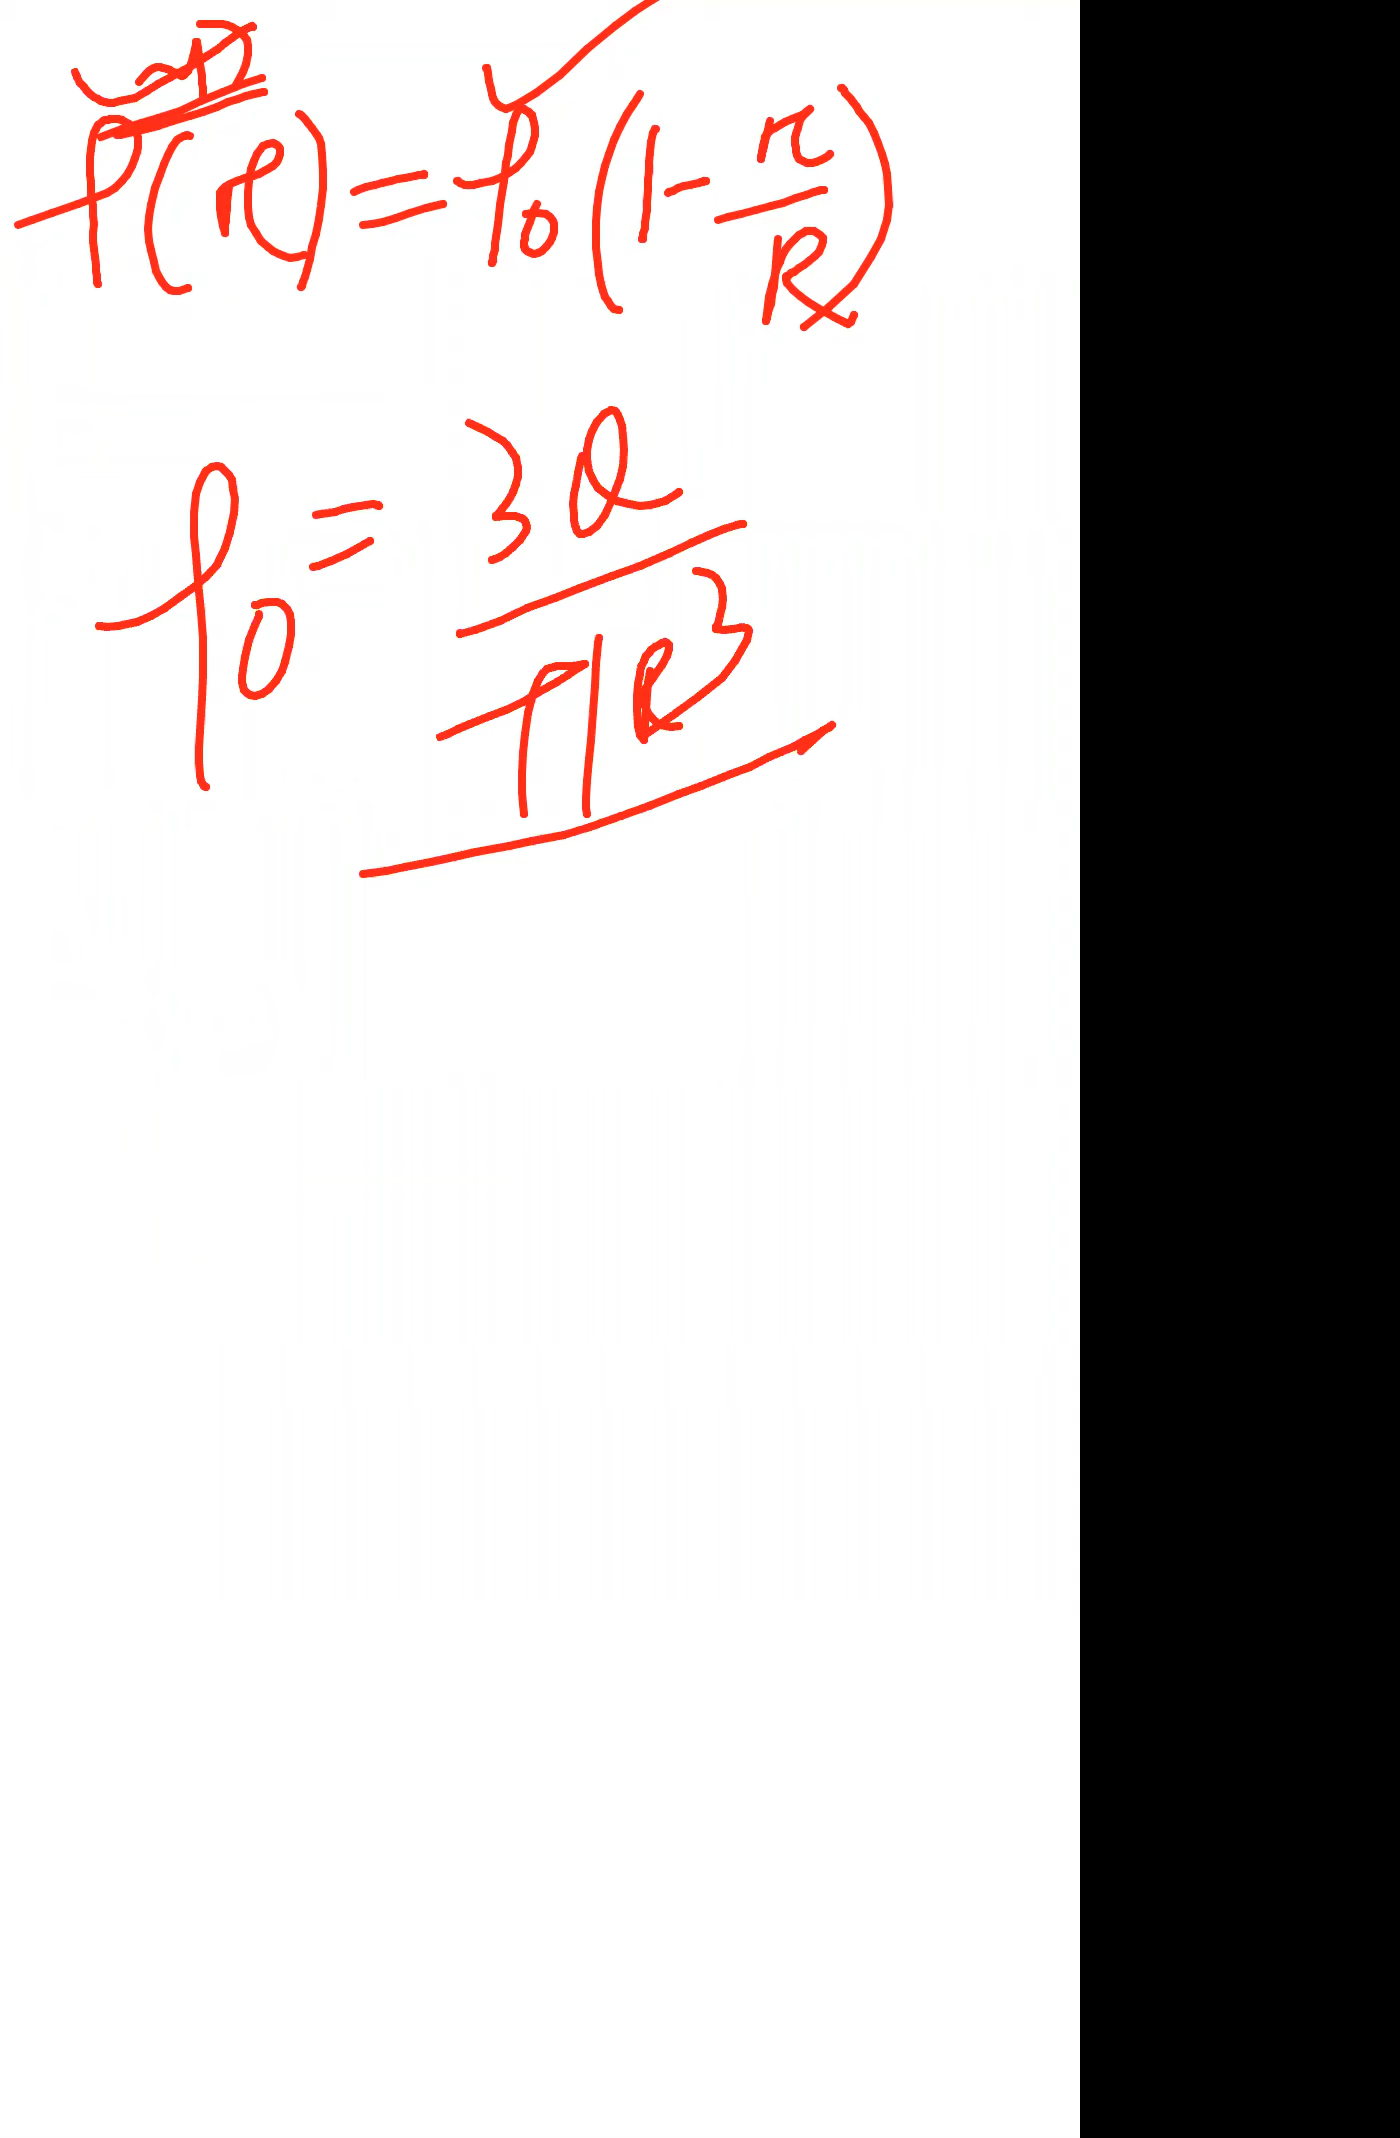 ρ(r) = ρ₀(1 - r/R)
ρ₀ = 3Q/πR³